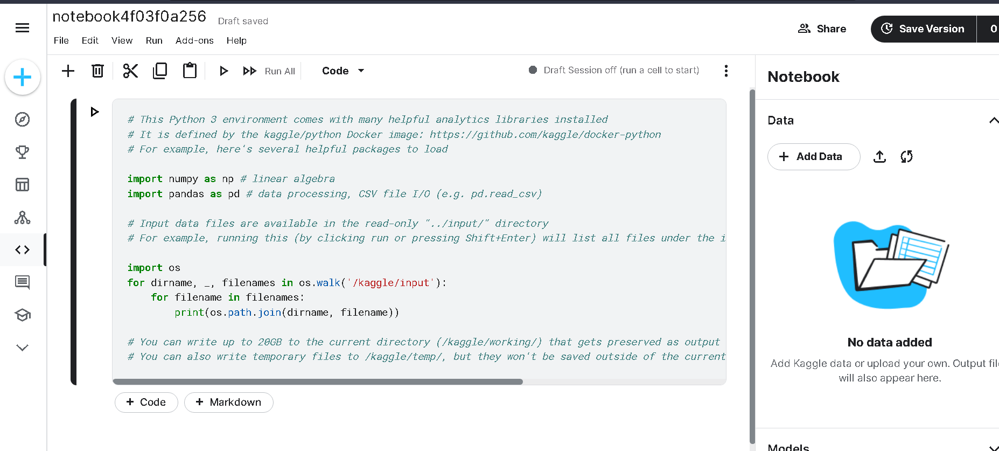 notebook4f03f0a256
Draft saved
File Edit View Run Add-ons Help
Share
Save Version
0
Run All
Code
Draft Session off (run a cell to start)
# This Python 3 environment comes with many helpful analytics libraries installed
# It is defined by the kaggle/python Docker image: https://github.com/kaggle/docker-python
# For example, here's several helpful packages to load
import numpy as np # linear algebra
import pandas as pd # data processing, CSV file I/O (e.g. pd.read_csv)
# Input data files are available in the read-only "../input/" directory
# For example, running this (by clicking run or pressing Shift+Enter) will list all files under the i
import os
for dirname, _, filenames in os.walk('/kaggle/input'):
    for filename in filenames:
        print(os.path.join(dirname, filename))
# You can write up to 20GB to the current directory (/kaggle/working/) that gets preserved as output
# You can also write temporary files to /kaggle/temp/, but they won't be saved outside of the current
+ Code
+ Markdown
Notebook
Data
+ Add Data
No data added
Add Kaggle data or upload your own. Output fil
will also appear here.
Models